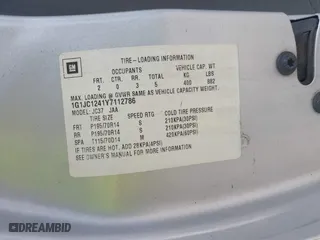 GM
TIRE-LOADING INFORMATION
OCCUPANTS VEHICLE CAP. WT
FRT CTR. RR. TOTAL KG LBS
2 0 3 5 400 882
MAX. LOADING @ GVWR SAME AS VEHICLE CAPACITY WEIGHT.
1G1JC1241Y7112786
MODEL: JC37 JAA
TIRE SIZE SPEED RTG COLD TIRE PRESSURE
FRT P195/70R14 S 210KPA(30PSI)
RR P195/70R14 S 210KPA(30PSI)
SPA T115/70D14 M 420KPA(60PSI)
IF TIRES ARE HOT, ADD 28KPA(4PSI)
SEE OWNER'S MANUAL FOR MORE INFO.